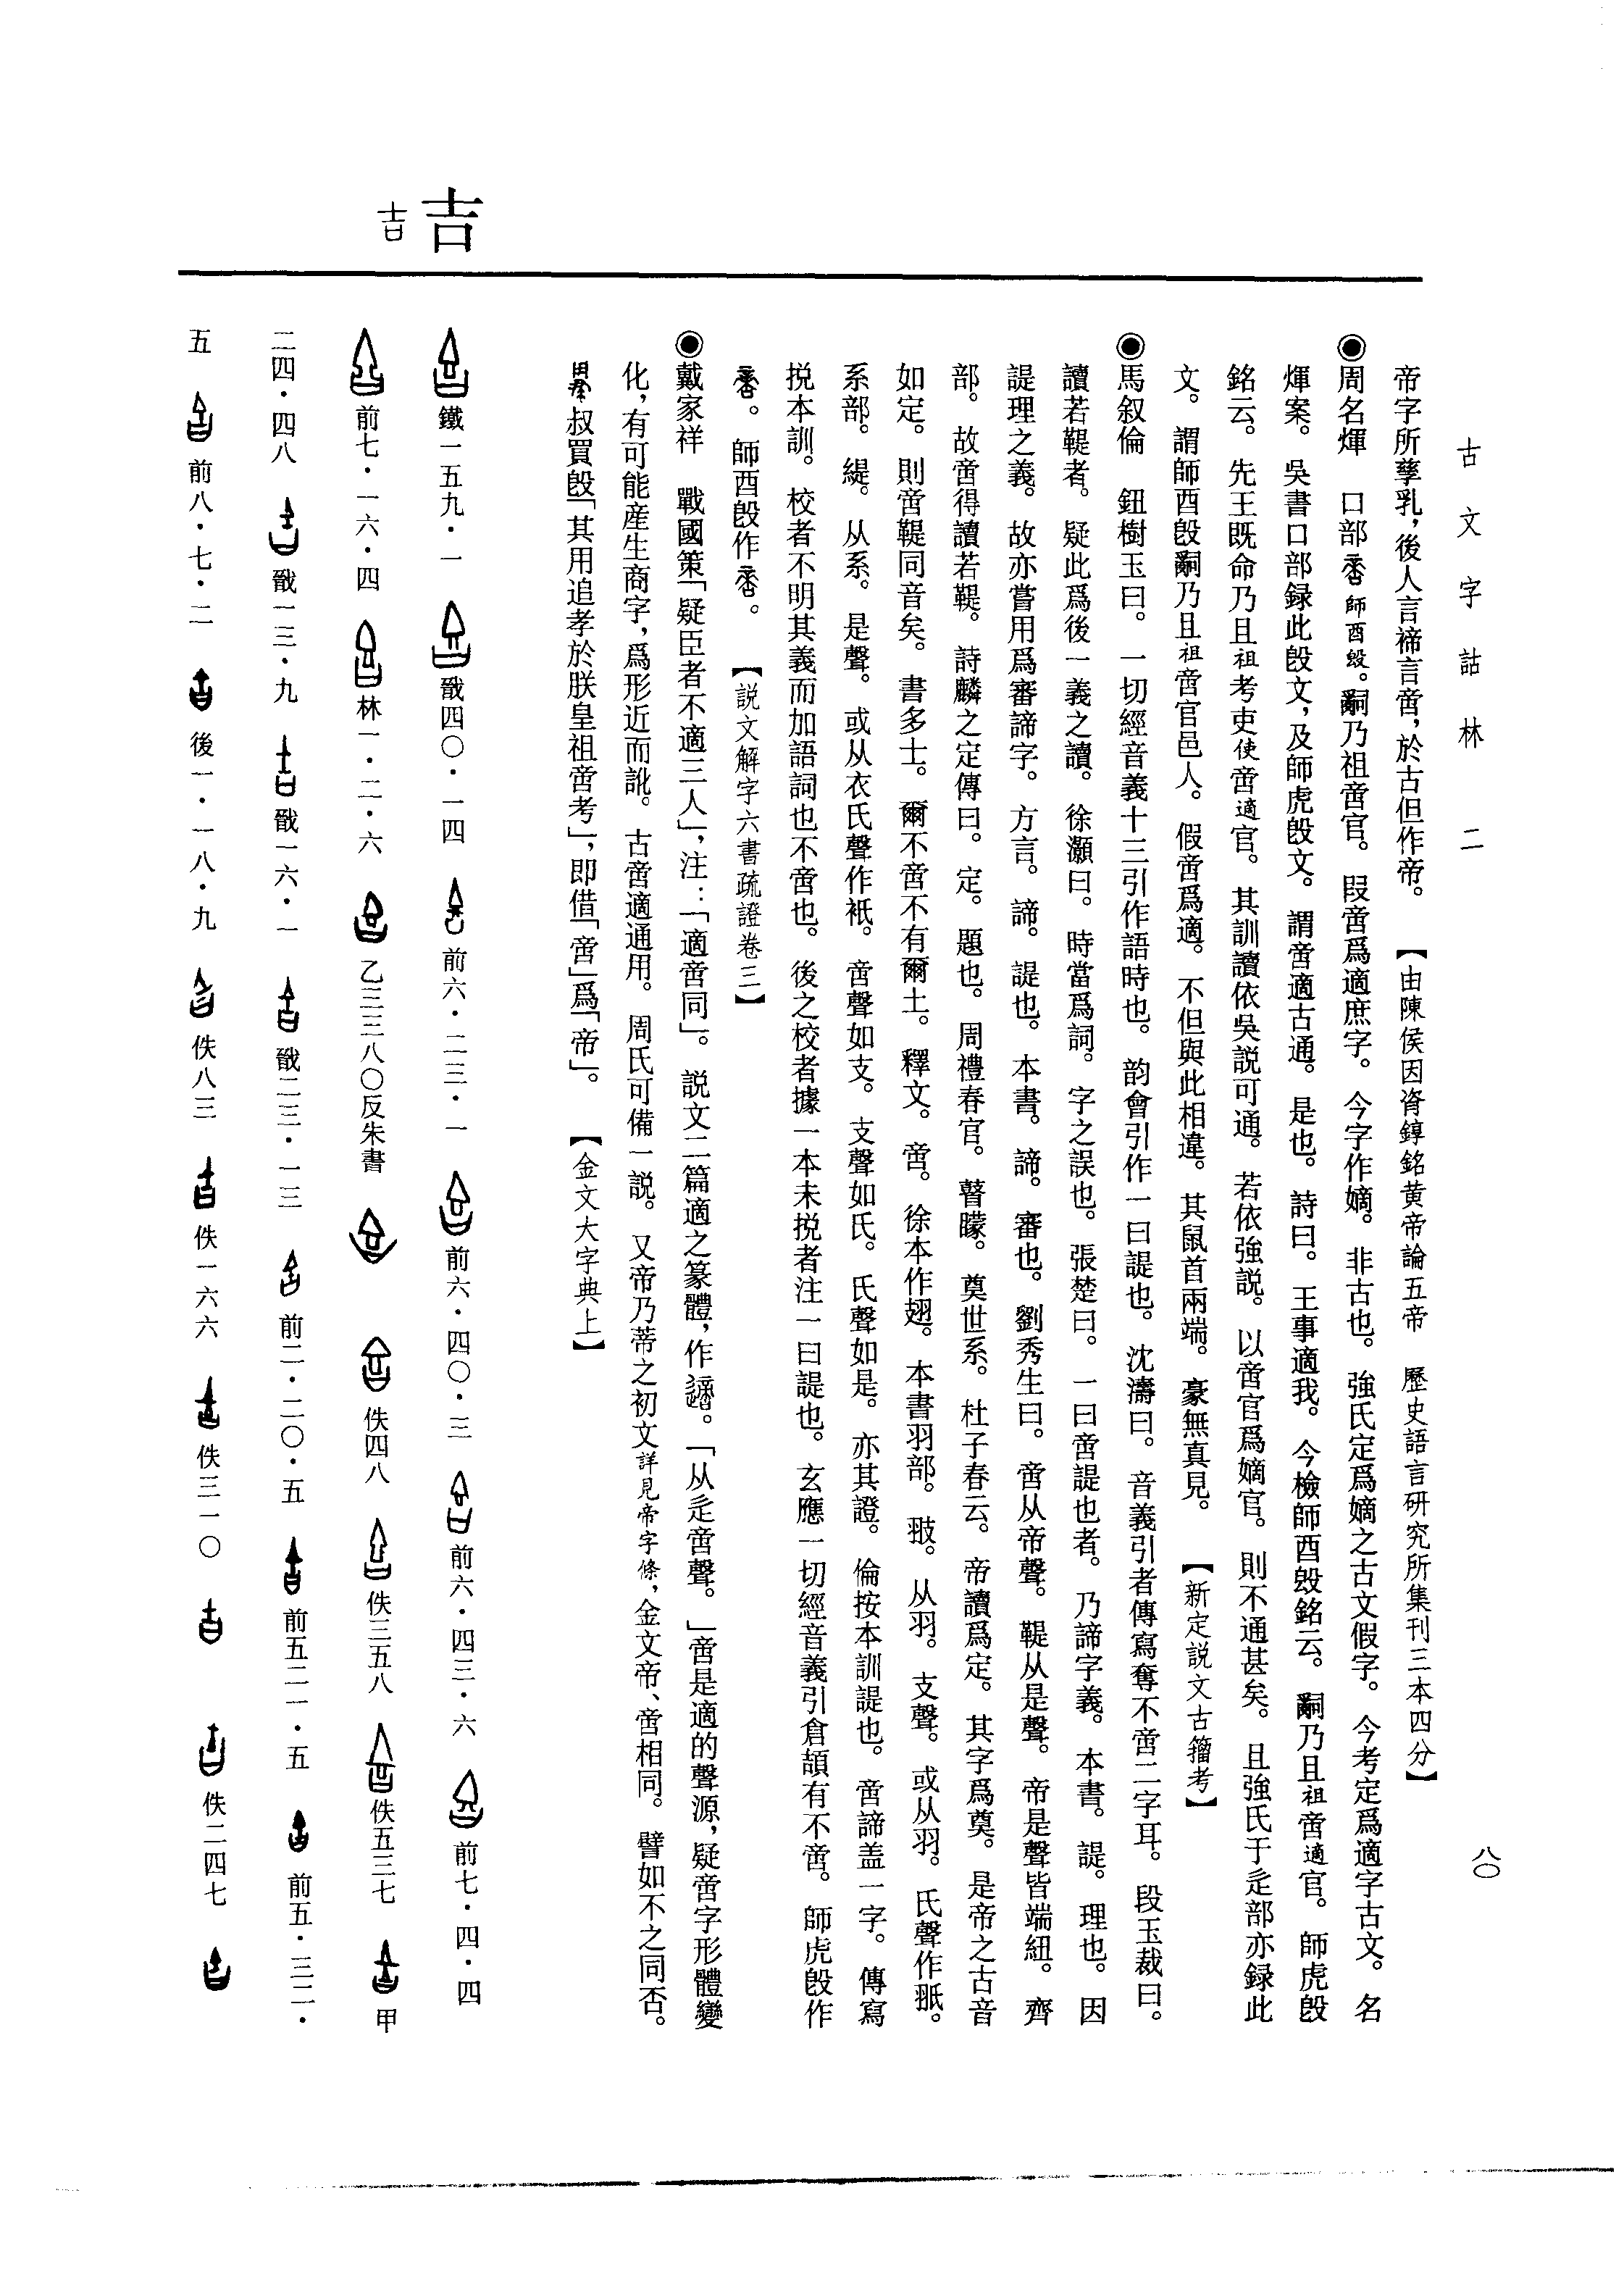 古文字詁林 二
八〇
吉
吉
帝字所孳乳，後人言禘言啻，於古但作帝。 【由陳侯因𦣱錞銘黄帝論五帝 歷史語言研究所集刊三本四分】
◉周名煇 口部 師酉𣪘。嗣乃祖啻官。叚啻爲適庶字。今字作嫡。非古也。強氏定爲嫡之古文假字。今考定爲適字古文。名
煇案。吳書口部録此𣪘文，及師虎𣪘文。謂啻適古通。是也。詩曰。王事適我。今檢師酉𣪘銘云。嗣乃且祖啻適官。師虎𣪘
銘云。先王既命乃且祖考吏使啻適官。其訓讀依吳説可通。若依強説。以啻官爲嫡官。則不通甚矣。且強氏于辵部亦録此
文。謂師酉𣪘嗣乃且祖啻官邑人。假啻爲適。不但與此相違。其鼠首兩端。豪無真見。 【新定説文古籀考】
◉馬叙倫 鈕樹玉曰。一切經音義十三引作語時也。韵會引作一曰諟也。沈濤曰。音義引者傳寫奪不啻二字耳。段玉裁曰。
讀若鞮者。疑此爲後一義之讀。徐灝曰。時當爲詞。字之誤也。張楚曰。一曰啻諟也者。乃諦字義。本書。諟。理也。因
諟理之義。故亦嘗用爲審諦字。方言。諦。諟也。本書。諦。審也。劉秀生曰。啻从帝聲。鞮从是聲。帝是聲皆端紐。齊
部。故啻得讀若鞮。詩麟之定傳曰。定。題也。周禮春官。瞽矇。奠世系。杜子春云。帝讀爲定。其字爲奠。是帝之古音
如定。則啻鞮同音矣。書多士。爾不啻不有爾土。釋文。啻。徐本作翅。本書羽部。翄。从羽。支聲。或从羽。氏聲作𦐊。
系部。緹。从系。是聲。或从衣氏聲作祇。啻聲如支。支聲如氏。氏聲如是。亦其證。倫按本訓諟也。啻諦盖一字。傳寫
捝本訓。校者不明其義而加語詞也不啻也。後之校者據一本未捝者注一曰諟也。玄應一切經音義引倉頡有不啻。師虎𣪘作
。師酉𣪘作。 【説文解字六書疏證卷三】
◉戴家祥 戰國策「疑臣者不適三人」，注：「適啻同」。説文二篇適之篆體，作。「从辵啻聲。」啻是適的聲源，疑啻字形體變
化，有可能産生商字，爲形近而訛。古啻適通用。周氏可備一説。又帝乃蒂之初文詳見帝字條，金文帝、啻相同。譬如不之同否。
叔買𣪘「其用追孝於朕皇祖啻考」，即借「啻」爲「帝」。 【金文大字典上】
鐵一五九·一 戩四〇·一四 前六·二三·一 前六·四〇·三 前六·四三·六 前七·四·四
前七·一六·四 林一·二·六 乙三三八〇反朱書 佚四八 佚三五八 佚五三七 甲
二四·四八 戩一三·九 戩一六·一 戩二三·一三 前二·二〇·五 前五二一·五 前五·三二·
五 前八·七·二 後一·一八·九 佚八三 佚一六六 佚三一〇 佚二四七